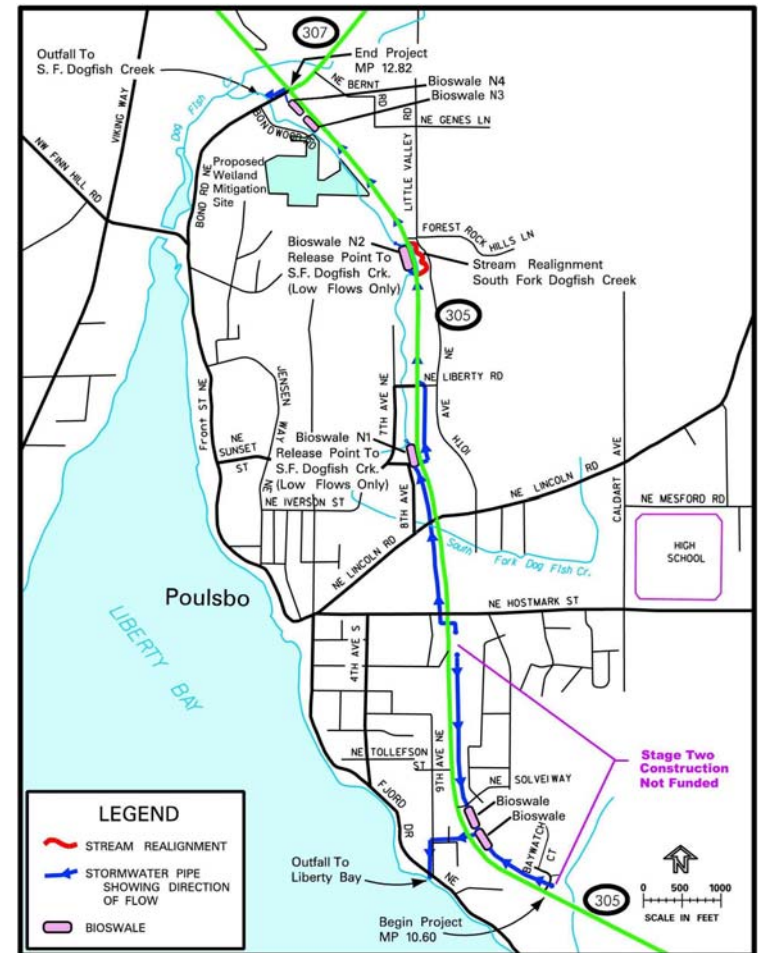 307
Outfall To
S. F. Dogfish Creek
End Project
MP 12.82
Bioswale N4
Bioswale N3
NE BERNT
RD
NE GENES LN
BONDWOOD RD
Dog Fish Cr.
VIKING WAY
NW FINN HILL RD
BOND RD NE
LITTLE VALLEY RD
Proposed
Wetland
Mitigation
Site
FOREST ROCK HILLS LN
Bioswale N2
Release Point To
S.F. Dogfish Crk.
(Low Flows Only)
Stream Realignment
South Fork Dogfish Creek
305
NE LIBERTY RD
7TH AVE NE
10TH AVE NE
JENSEN WAY NE
Front ST NE
NE
SUNSET
ST
Bioswale N1
Release Point To
S.F. Dogfish Crk.
(Low Flows Only)
NE IVERSON ST
8TH AVE
NE LINCOLN RD
NE LINCOLN RD
CALDART AVE
NE MESFORD RD
HIGH
SCHOOL
South Fork Dog Fish Cr.
Poulsbo
NE HOSTMARK ST
LIBERTY BAY
4TH AVE S
9TH AVE NE
NE TOLLEFSON
ST
NE SOLVEIWAY
Stage Two
Construction
Not Funded
Bioswale
Bioswale
BAYWATCH
CT
FJORD DR NE
Outfall To
Liberty Bay
Begin Project
MP 10.60
305
LEGEND
STREAM REALIGNMENT
STORMWATER PIPE
SHOWING DIRECTION
OF FLOW
BIOSWALE
N
0 500 1000
SCALE IN FEET